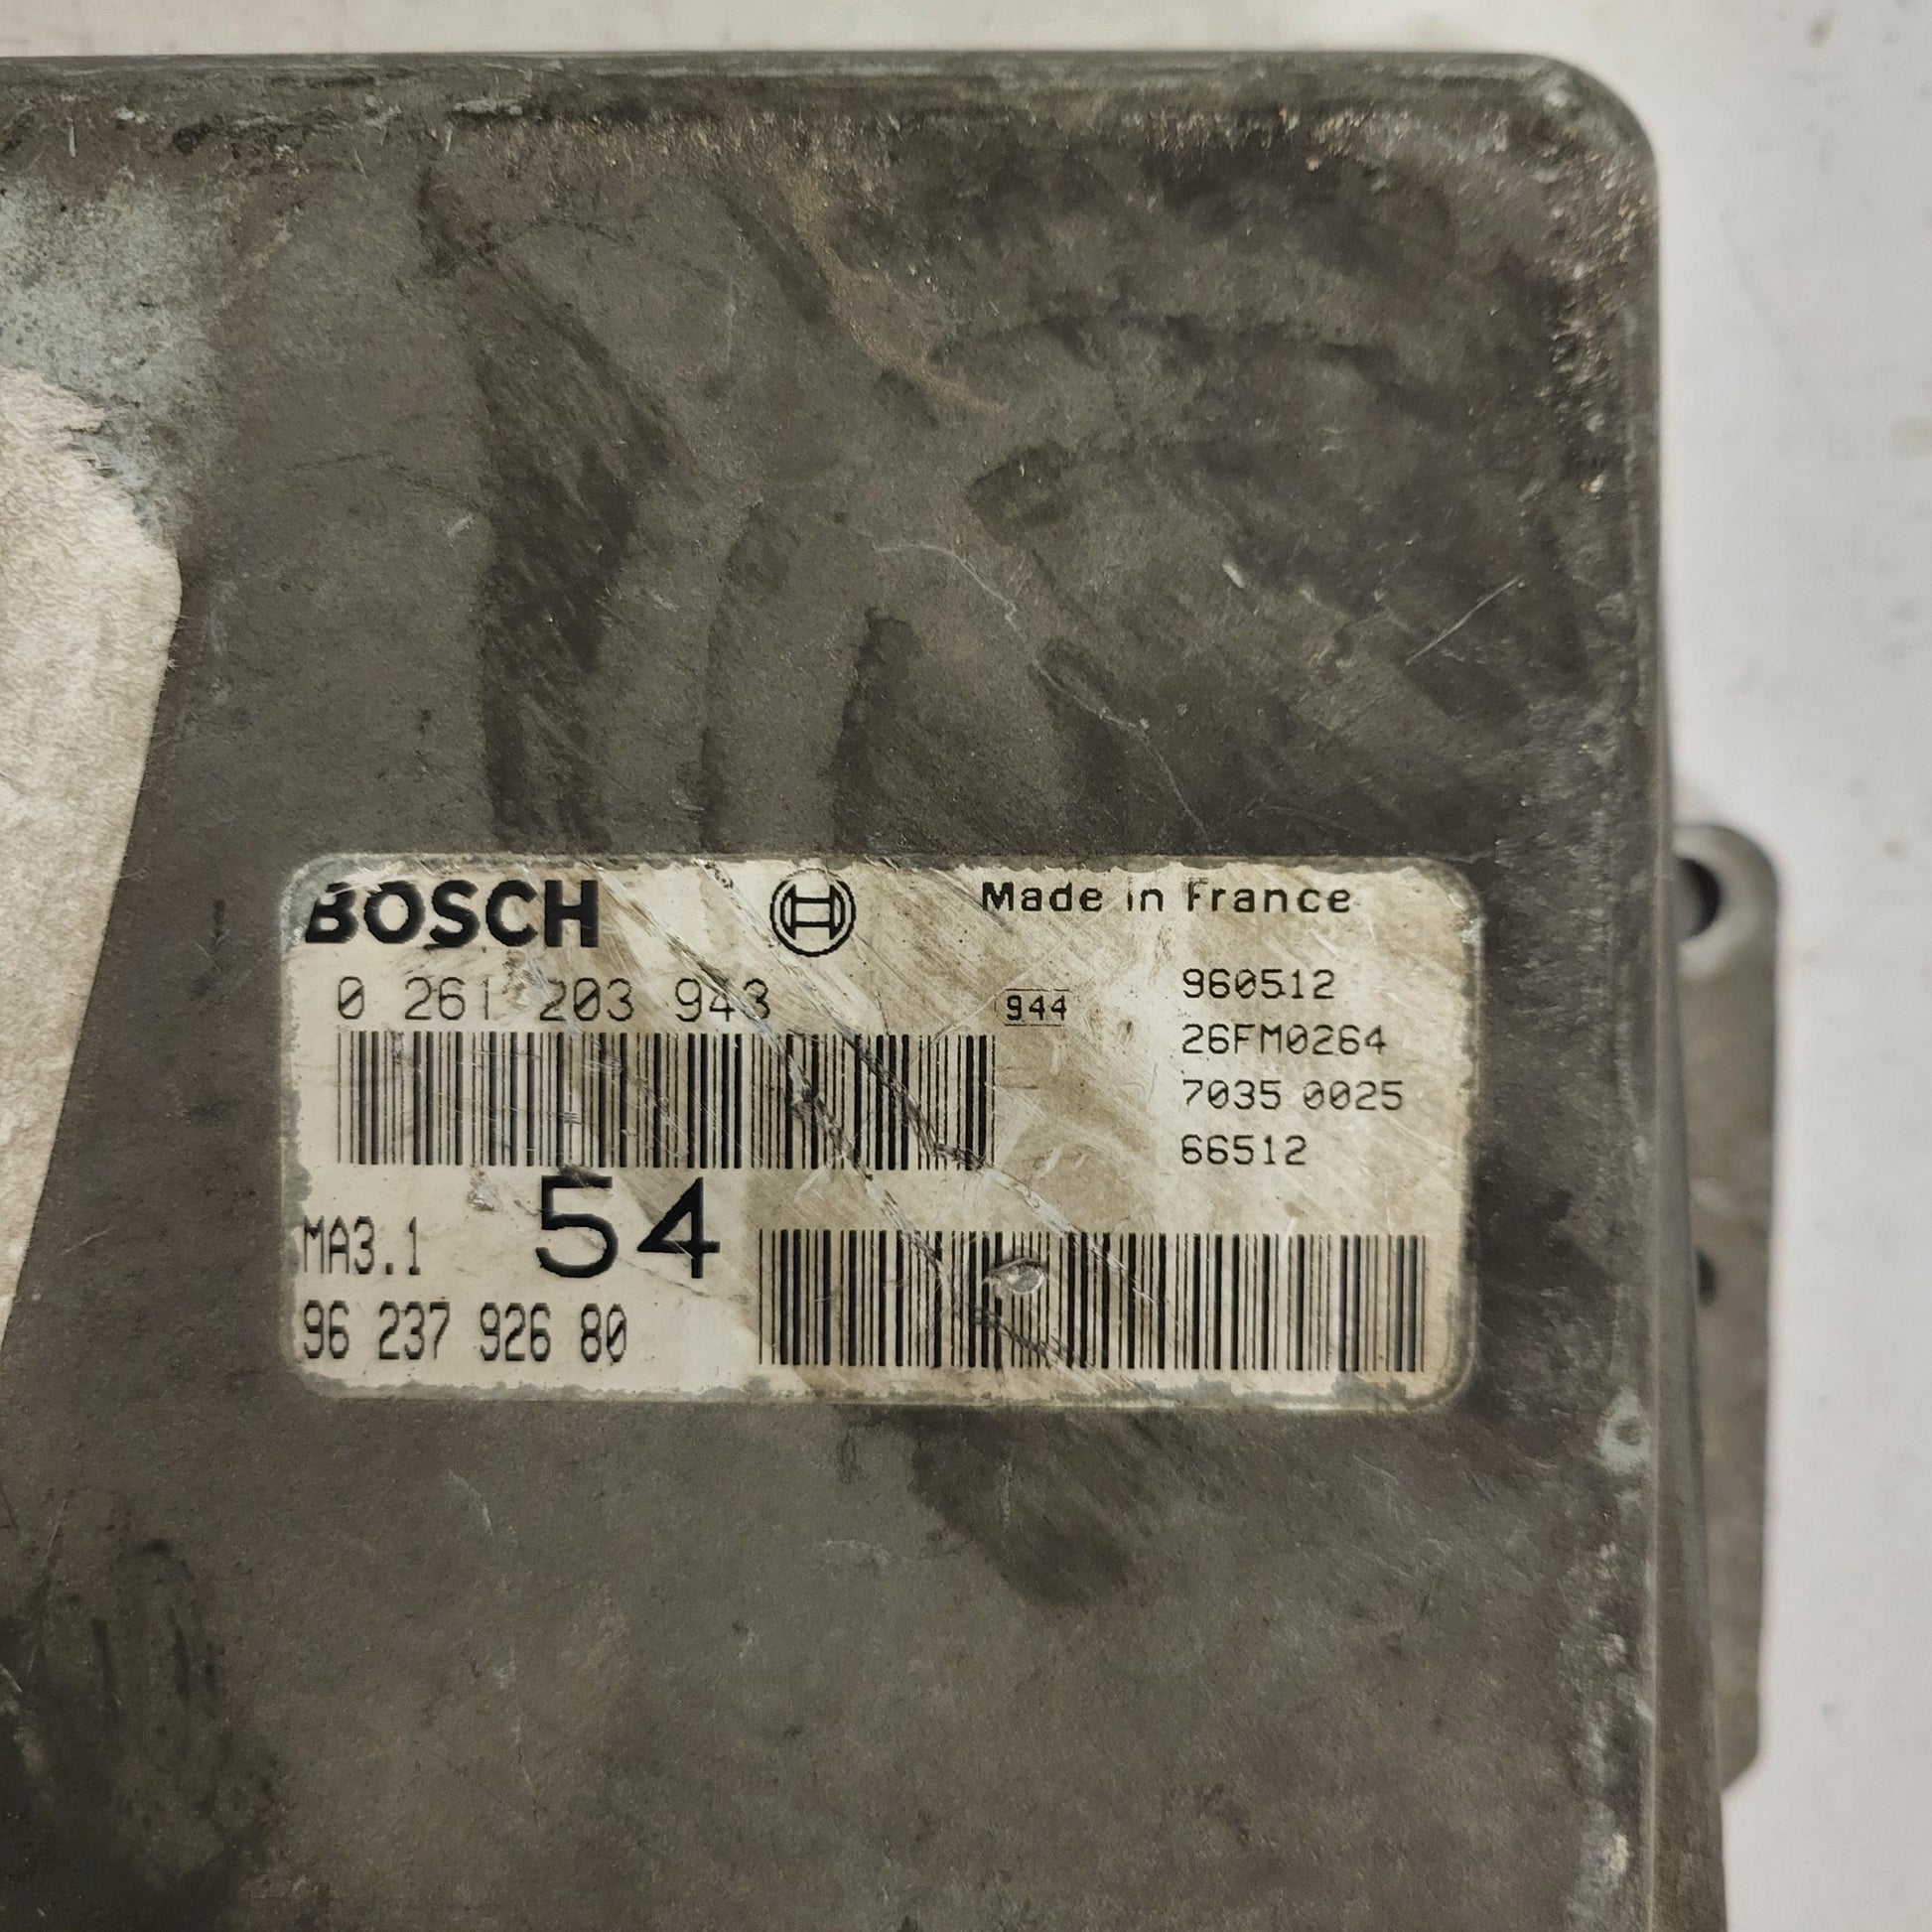 BOSCH Made in France
0 261 203 943 944 960512
26FM0264
7035 0025
66512
MA3.1 54
96 237 926 80